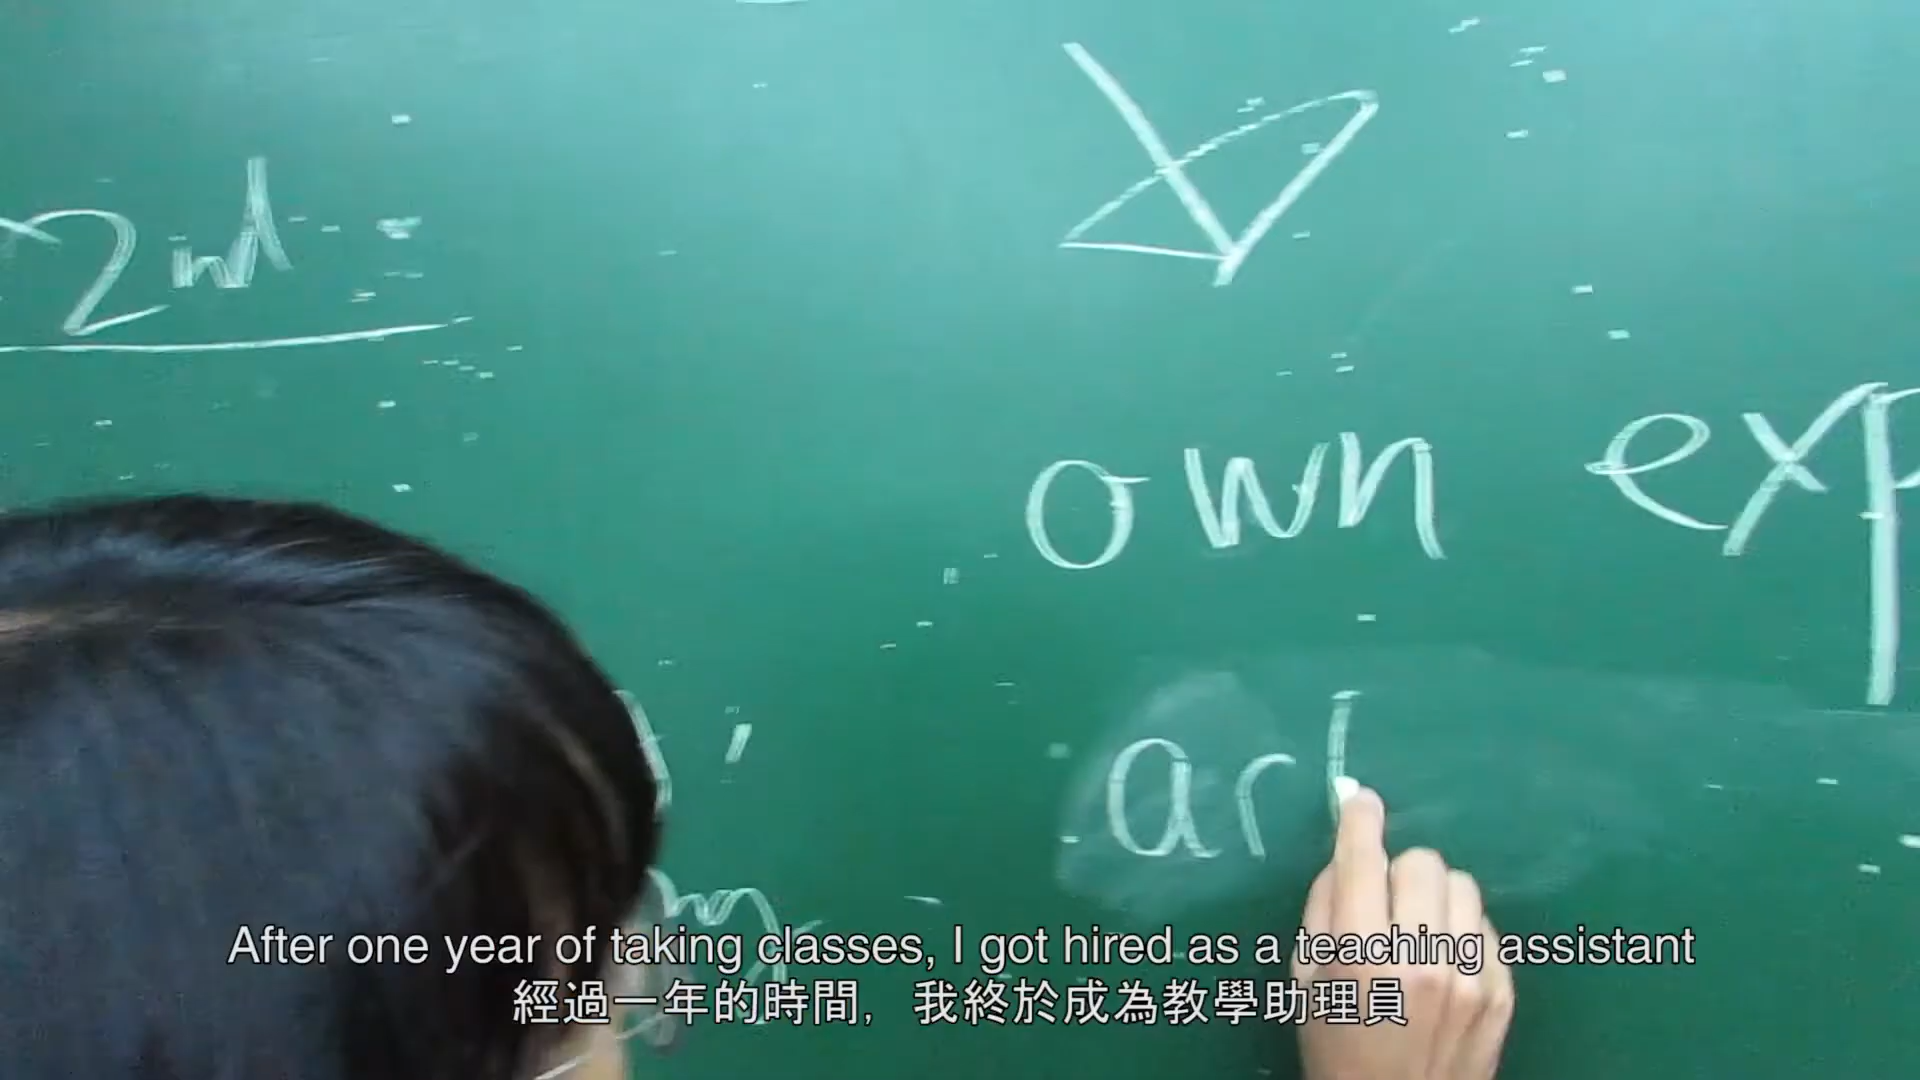 2nd
own exp
ar
After one year of taking classes, I got hired as a teaching assistant
經過一年的時間，我終於成為教學助理員